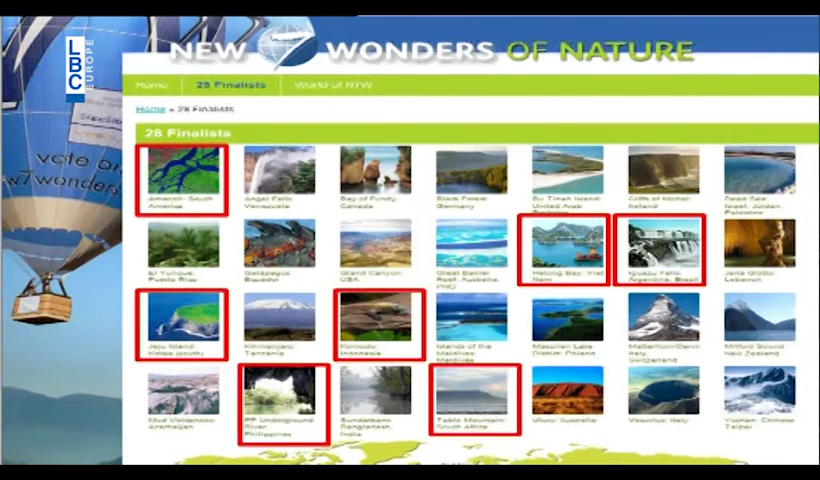 LBC
EUROPE
NEW 7 WONDERS OF NATURE
Home
28 Finalists
World of N7W
vote on
w7wonders
Home » 28 Finalists
28 Finalists
Amazon: South
America
Angel Falls:
Venezuela
Bay of Fundy:
Canada
Black Forest:
Germany
Bu Tinah Island:
United Arab
Cliffs of Moher:
Ireland
Dead Sea:
Israel, Jordan,
Palestine
El Yunque:
Puerto Rico
Galapagos:
Ecuador
Grand Canyon:
USA
Great Barrier
Reef: Australia,
PNG
Halong Bay: Viet
Nam
Iguazu Falls:
Argentina, Brazil
Jeita Grotto:
Lebanon
Jeju Island:
Korea (south)
Kilimanjaro:
Tanzania
Komodo:
Indonesia
Islands of the
Maldives:
Maldives
Masurian Lake
District: Poland
Matterhorn/Cervino:
Italy,
Switzerland
Milford Sound:
New Zealand
Mud Volcanoes:
Azerbaijan
PP Underground
River:
Philippines
Sundarbans:
Bangladesh,
India
Table Mountain:
South Africa
Uluru: Australia
Vesuvius: Italy
Yushan: Chinese
Taipei